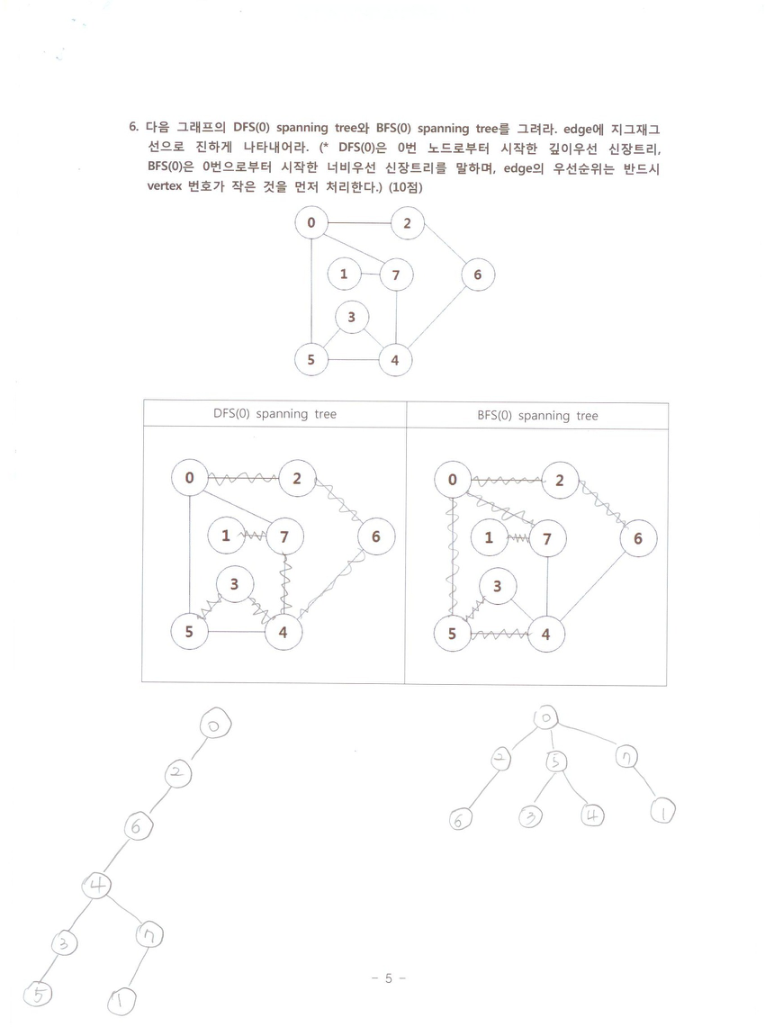 6. 다음 그래프의 DFS(0) spanning tree와 BFS(0) spanning tree를 그려라. edge에 지그재그
선으로 진하게 나타내어라. (* DFS(0)은 0번 노드로부터 시작한 깊이우선 신장트리,
BFS(0)은 0번으로부터 시작한 너비우선 신장트리를 말하며, edge의 우선순위는 반드시
vertex 번호가 작은 것을 먼저 처리한다.) (10점)
0 2
1 7 6
3
5 4
DFS(0) spanning tree BFS(0) spanning tree
0 2 0 2
1 7 6 1 7 6
3 3
5 4 5 4
0 0
2 2 5 7
6 6 3 4 1
4
3 7
5 1
- 5 -